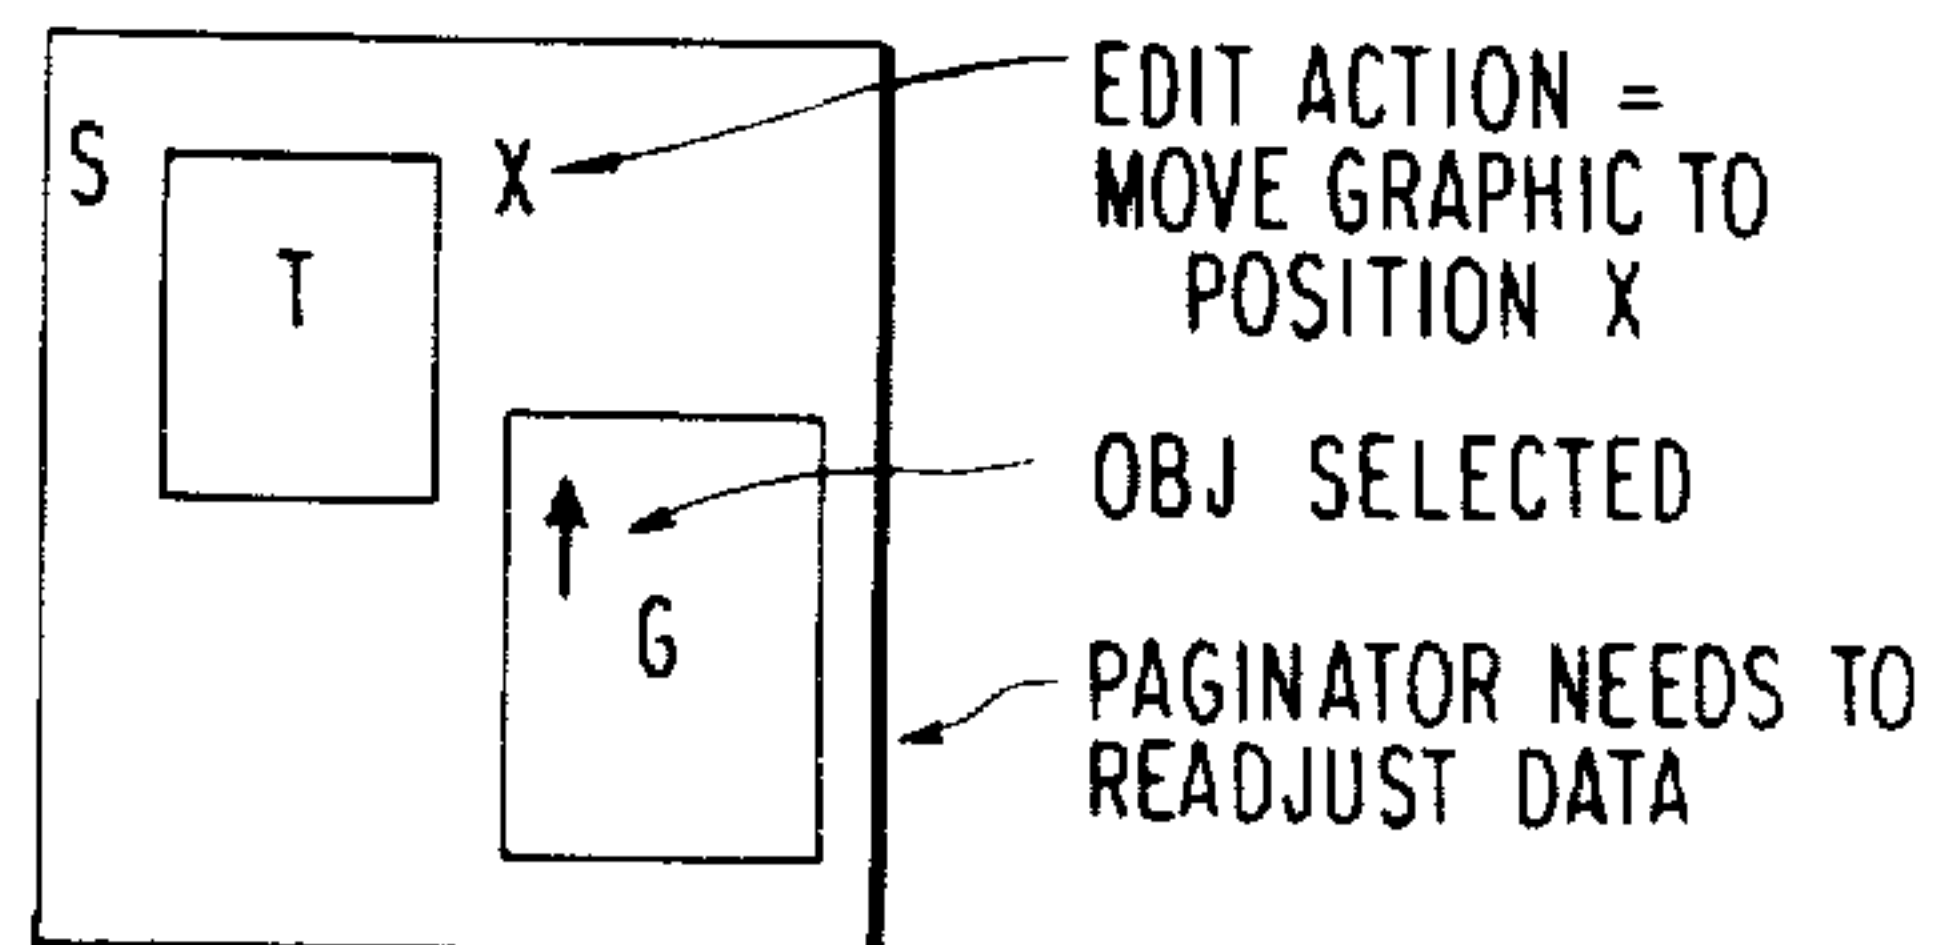 S
T
X
G
EDIT ACTION =
MOVE GRAPHIC TO
POSITION X
OBJ SELECTED
PAGINATOR NEEDS TO
READJUST DATA